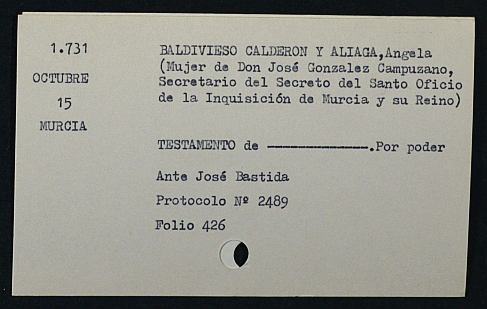 1.731
OCTUBRE
15
MURCIA
BALDIVIESO CALDERON Y ALIAGA,Angela
(Mujer de Don José Gonzalez Campuzano,
Secretario del Secreto del Santo Oficio
de la Inquisición de Murcia y su Reino)
TESTAMENTO de ---------------.Por poder
Ante José Bastida
Protocolo Nº 2489
Folio 426